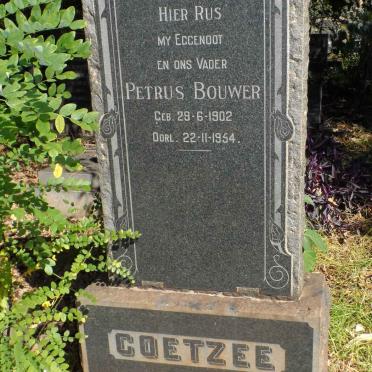 HIER RUS
MY EGGENOOT
EN ONS VADER
PETRUS BOUWER
GEB. 29-6-1902
OORL. 22-11-1954.
COETZEE